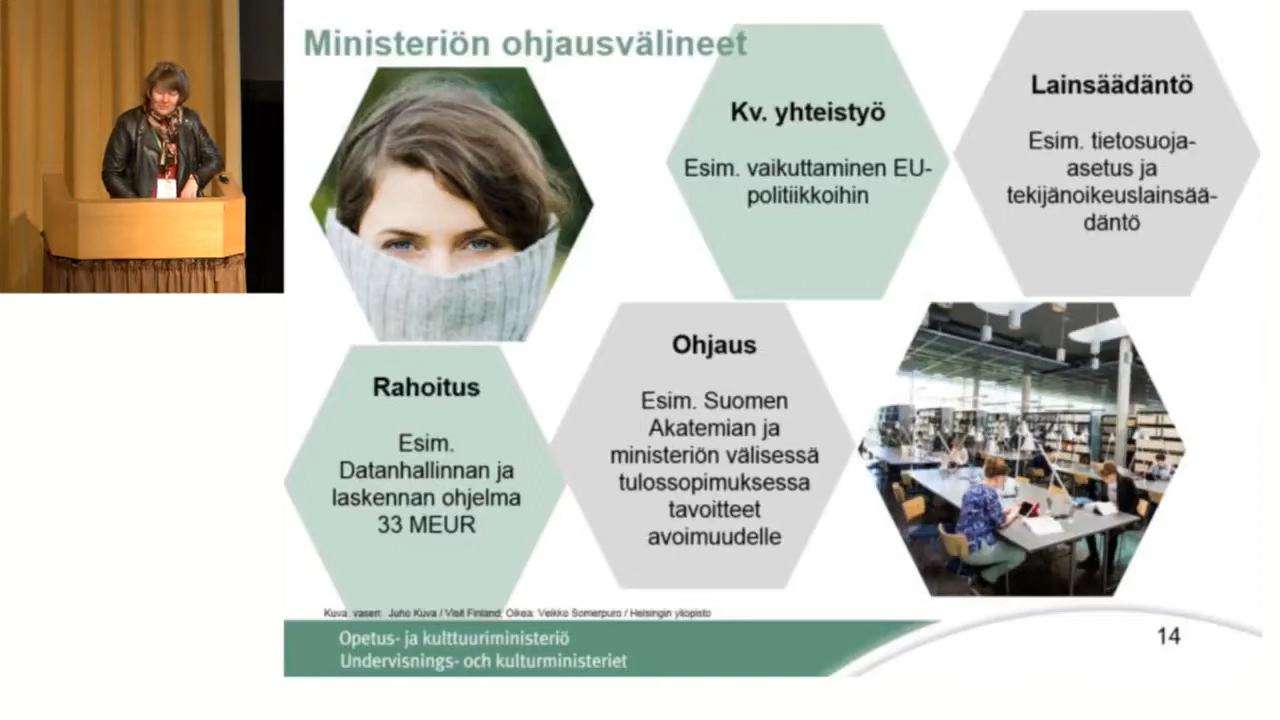 Ministeriön ohjausvälineet
Kv. yhteistyö
Esim. vaikuttaminen EU-
politiikkoihin
Lainsäädäntö
Esim. tietosuoja-
asetus ja
tekijänoikeuslainsää-
däntö
Rahoitus
Esim.
Datanhallinnan ja
laskennan ohjelma
33 MEUR
Ohjaus
Esim. Suomen
Akatemian ja
ministeriön välisessä
tulossopimuksessa
tavoitteet
avoimuudelle
Kuva: vasen: Juho Kuva / Visit Finland; Oikea: Veikko Somerpuro / Helsingin yliopisto
Opetus- ja kulttuuriministeriö
Undervisnings- och kulturministeriet
14